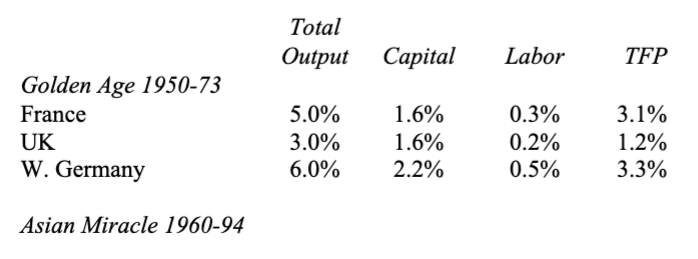 Total
Output Capital Labor TFP
Golden Age 1950-73
France 5.0% 1.6% 0.3% 3.1%
UK 3.0% 1.6% 0.2% 1.2%
W. Germany 6.0% 2.2% 0.5% 3.3%
Asian Miracle 1960-94